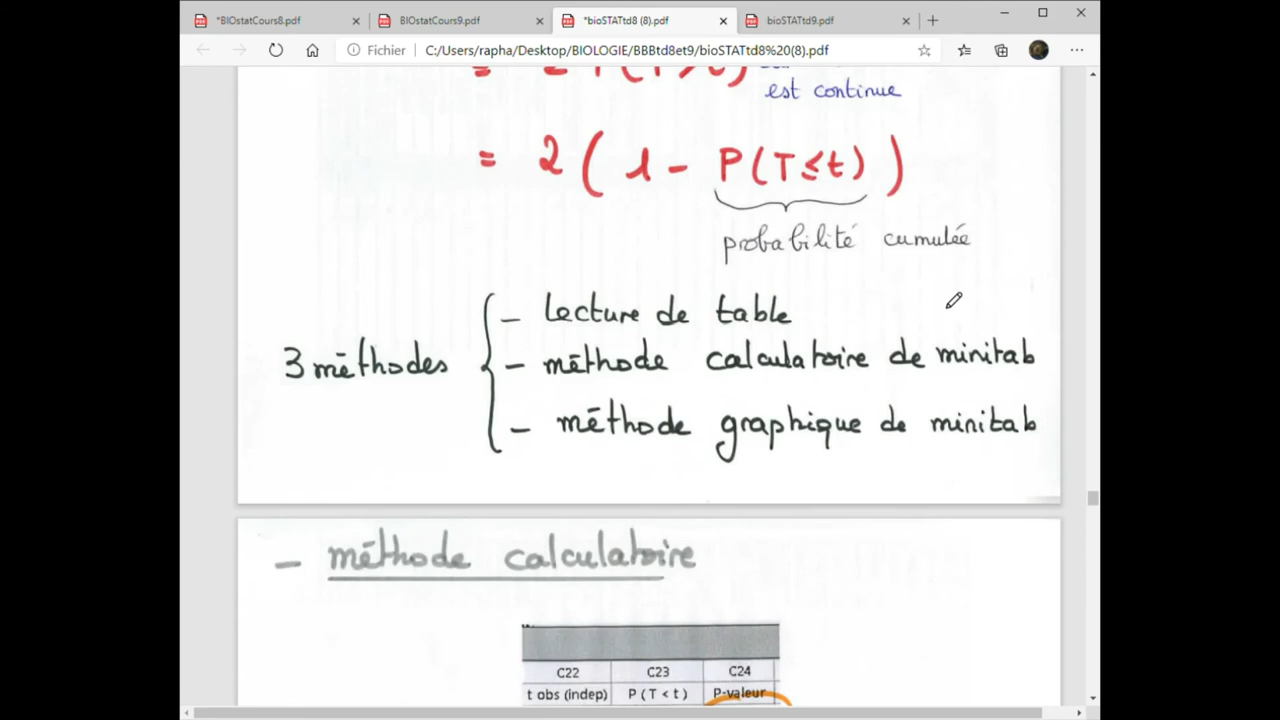 *BIOstatCours8.pdf
BIOstatCours9.pdf
*bioSTATtd8 (8).pdf
bioSTATtd9.pdf
Fichier
C:/Users/rapha/Desktop/BIOLOGIE/BBBtd8et9/bioSTATtd8%20(8).pdf
est continue
= 2 ( 1 - P(T≤t) )
probabilité cumulée
3 méthodes
- lecture de table
- méthode calculatoire de minitab
- méthode graphique de minitab
- méthode calculatoire
C22 C23 C24
t obs (indep) P ( T < t ) P-valeur